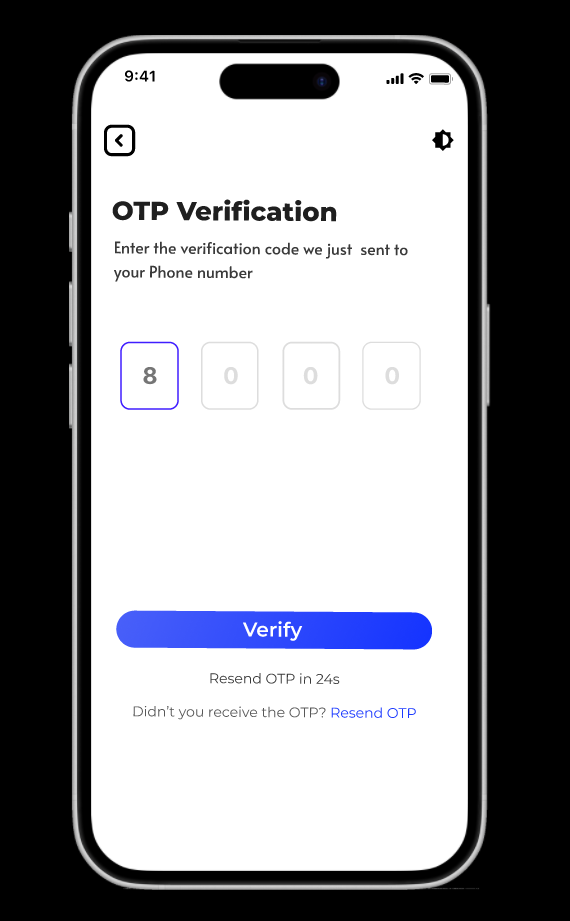 9:41
OTP Verification
Enter the verification code we just  sent to
your Phone number
8 0 0 0
Verify
Resend OTP in 24s
Didn't you receive the OTP? Resend OTP